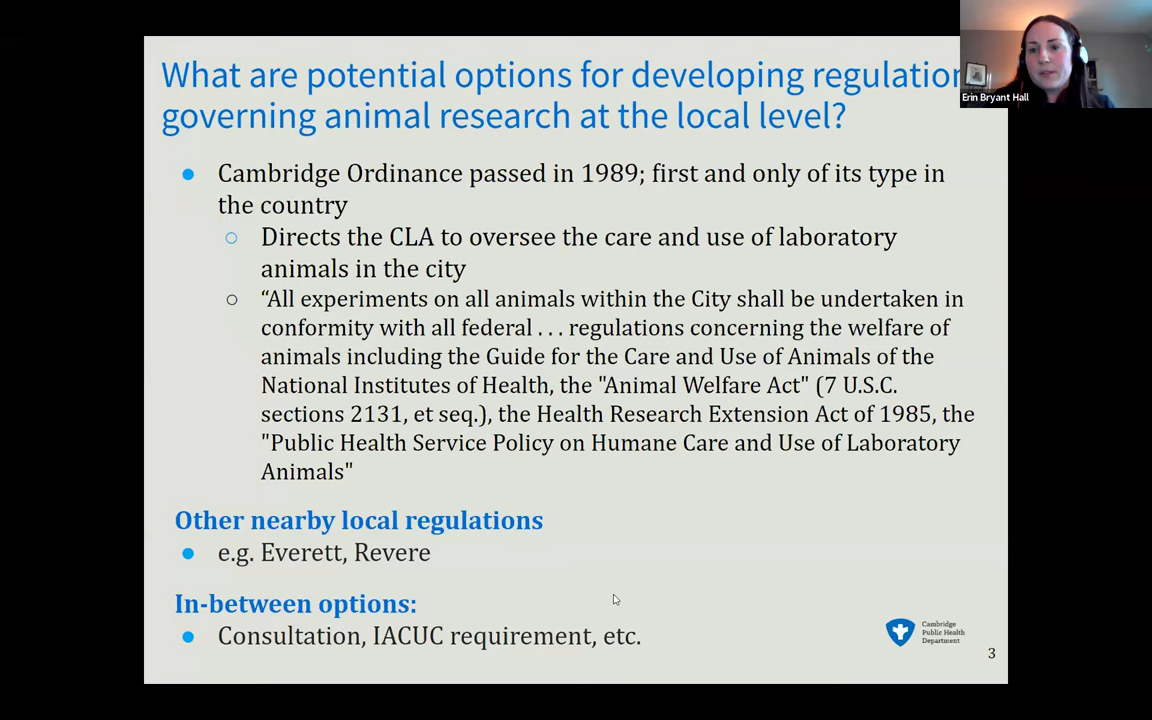 What are potential options for developing regulation
governing animal research at the local level?
Erin Bryant Hall
Cambridge Ordinance passed in 1989; first and only of its type in
the country
Directs the CLA to oversee the care and use of laboratory
animals in the city
“All experiments on all animals within the City shall be undertaken in
conformity with all federal . . . regulations concerning the welfare of
animals including the Guide for the Care and Use of Animals of the
National Institutes of Health, the "Animal Welfare Act" (7 U.S.C.
sections 2131, et seq.), the Health Research Extension Act of 1985, the
"Public Health Service Policy on Humane Care and Use of Laboratory
Animals"
Other nearby local regulations
e.g. Everett, Revere
In-between options:
Consultation, IACUC requirement, etc.
Cambridge
Public Health
Department
3